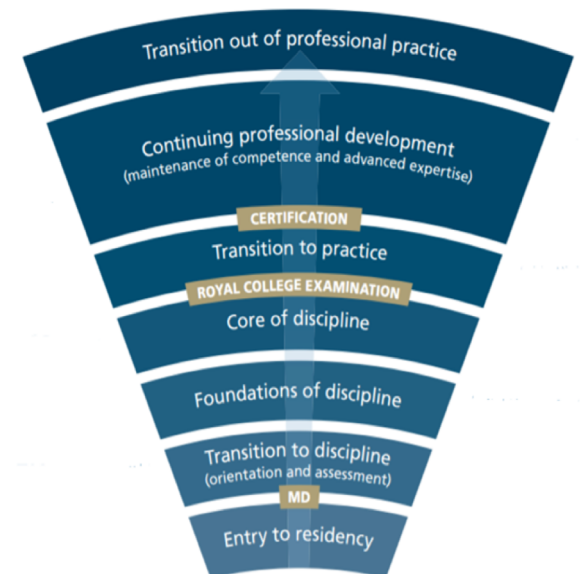 Transition out of professional practice
Continuing professional development
(maintenance of competence and advanced expertise)
CERTIFICATION
Transition to practice
ROYAL COLLEGE EXAMINATION
Core of discipline
Foundations of discipline
Transition to discipline
(orientation and assessment)
MD
Entry to residency